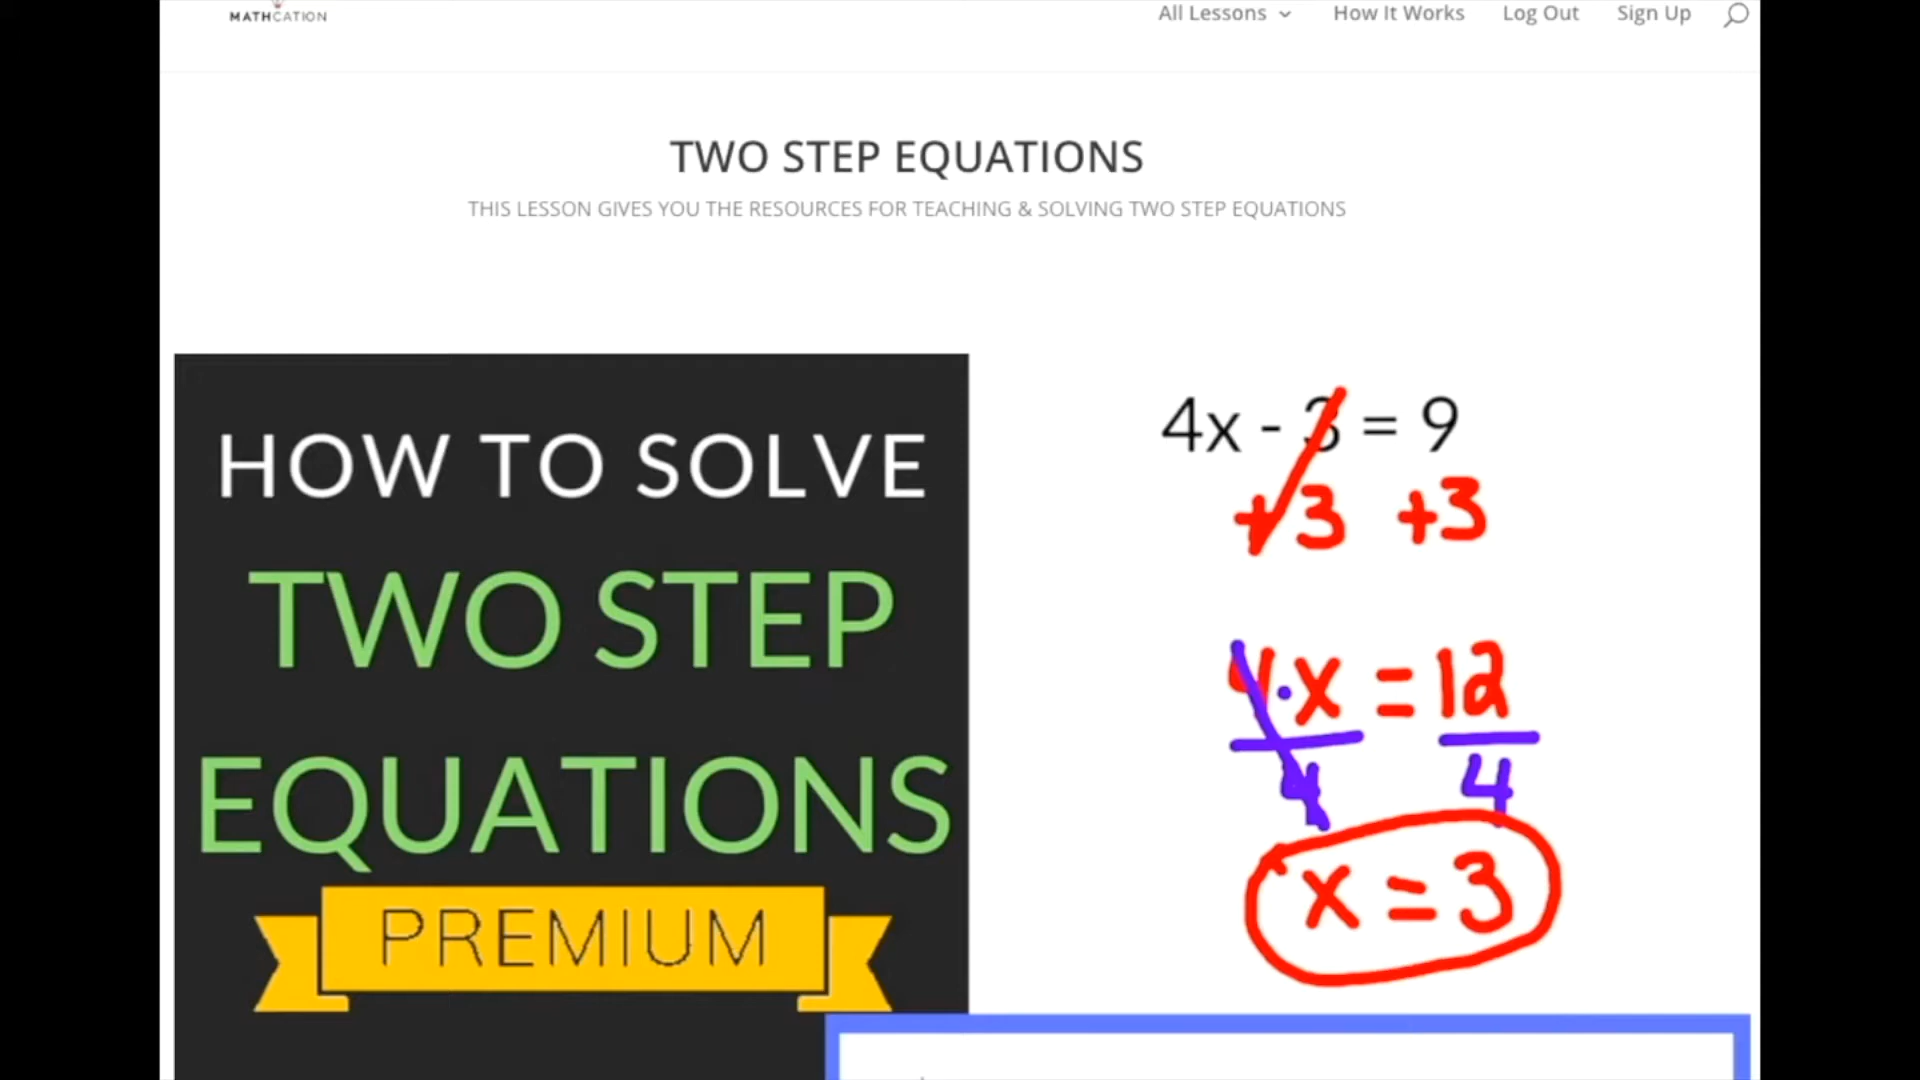 MATHCATION
All Lessons How It Works Log Out Sign Up
TWO STEP EQUATIONS
THIS LESSON GIVES YOU THE RESOURCES FOR TEACHING & SOLVING TWO STEP EQUATIONS
HOW TO SOLVE
TWO STEP
EQUATIONS
PREMIUM
4x - 3 = 9
+3 +3
4·x = 12
4 4
x = 3